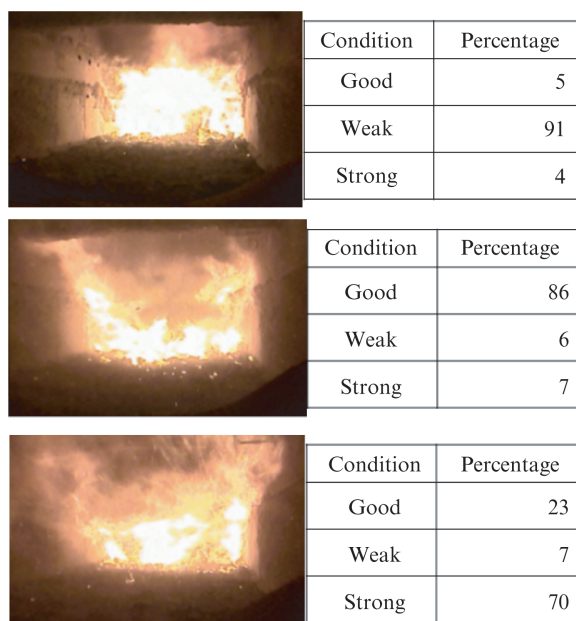 Condition Percentage
Good 5
Weak 91
Strong 4
Condition Percentage
Good 86
Weak 6
Strong 7
Condition Percentage
Good 23
Weak 7
Strong 70